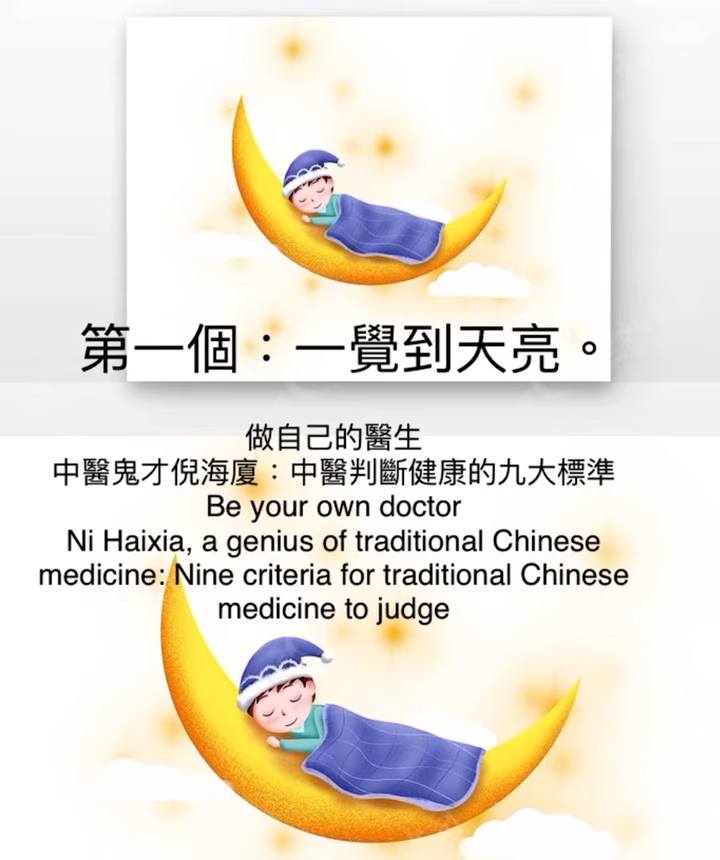 第一個：一覺到天亮。
做自己的醫生
中醫鬼才倪海廈：中醫判斷健康的九大標準
Be your own doctor
Ni Haixia, a genius of traditional Chinese
medicine: Nine criteria for traditional Chinese
medicine to judge